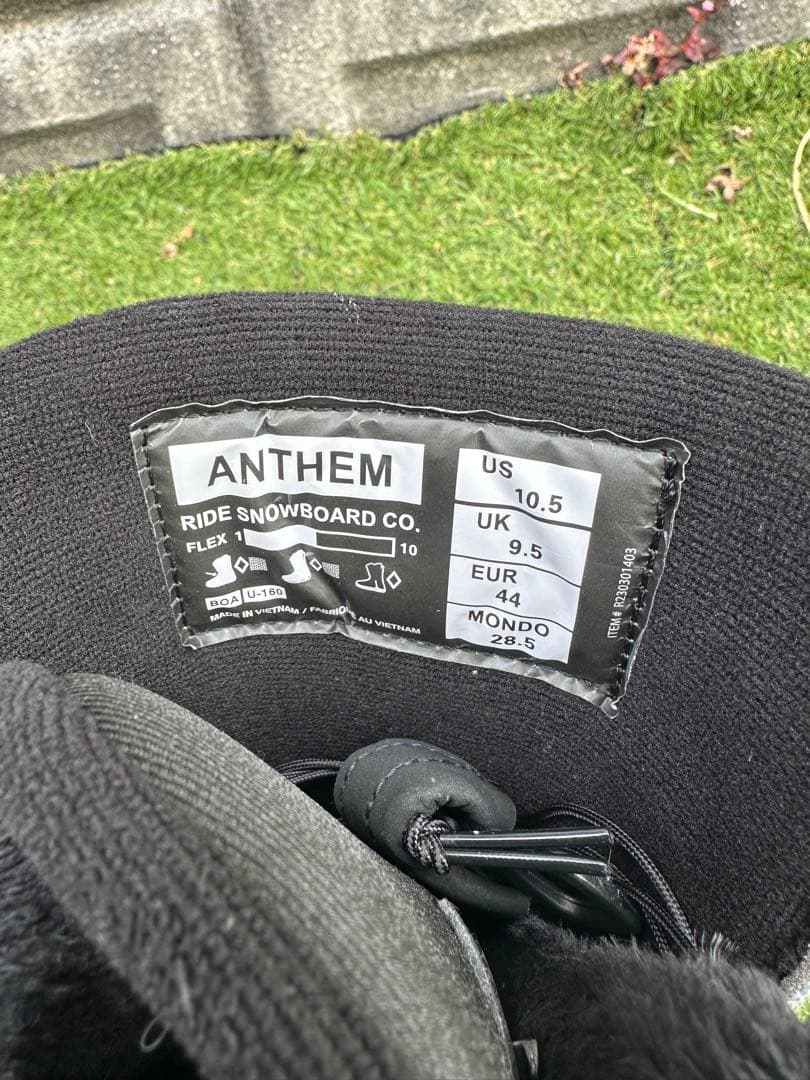 ANTHEM
RIDE SNOWBOARD CO.
FLEX 1 10
BOA U-160
MADE IN VIETNAM / FABRIQUÉ AU VIETNAM
US
10.5
UK
9.5
EUR
44
MONDO
28.5
ITEM# R230301403